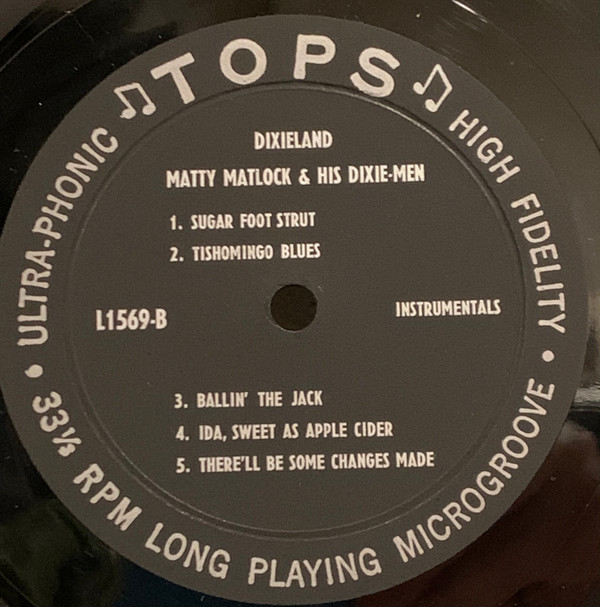 ♫ TOPS ♫
ULTRA-PHONIC
HIGH FIDELITY
DIXIELAND
MATTY MATLOCK & HIS DIXIE-MEN
1. SUGAR FOOT STRUT
2. TISHOMINGO BLUES
L1569-B
INSTRUMENTALS
3. BALLIN' THE JACK
4. IDA, SWEET AS APPLE CIDER
5. THERE'LL BE SOME CHANGES MADE
• 33⅓ RPM LONG PLAYING MICROGROOVE •